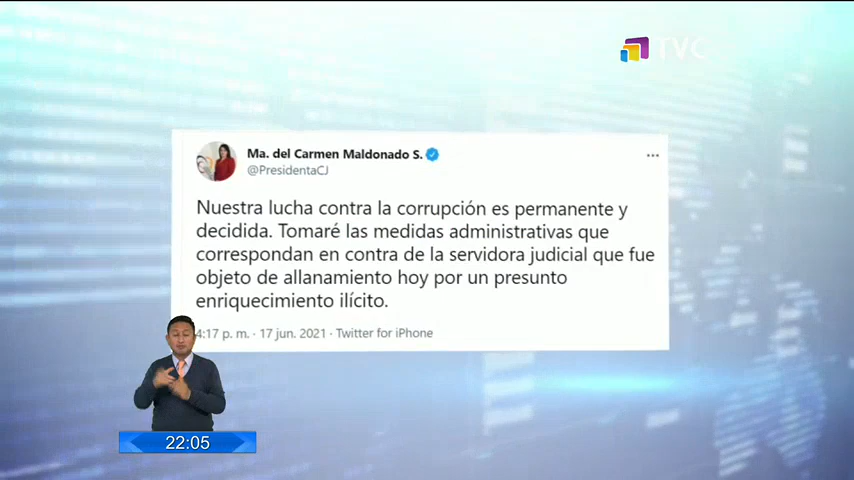 TVC
Ma. del Carmen Maldonado S.
@PresidentaCJ
Nuestra lucha contra la corrupción es permanente y
decidida. Tomaré las medidas administrativas que
correspondan en contra de la servidora judicial que fue
objeto de allanamiento hoy por un presunto
enriquecimiento ilícito.
4:17 p. m. · 17 jun. 2021 · Twitter for iPhone
22:05